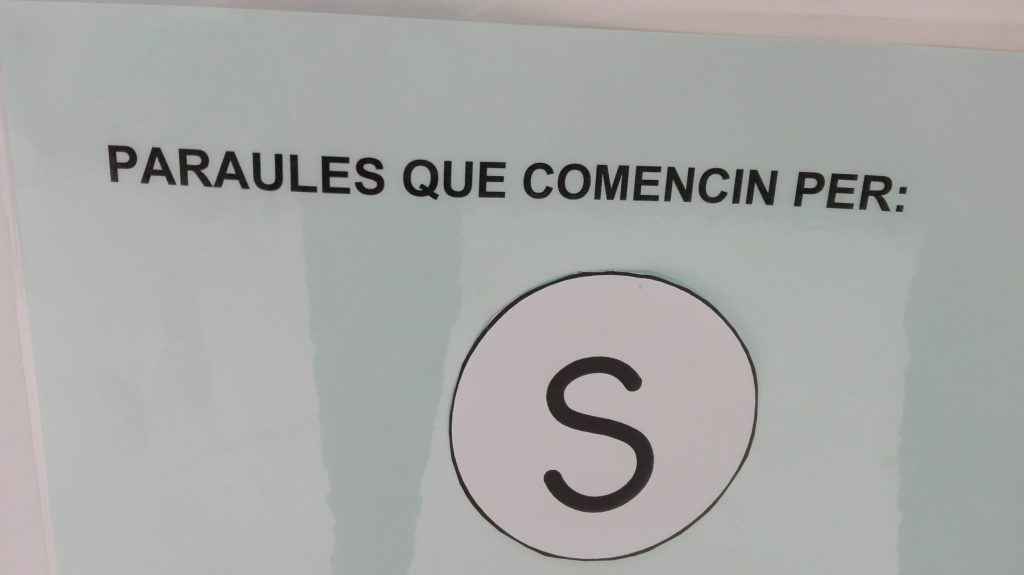 PARAULES QUE COMENCIN PER:
S